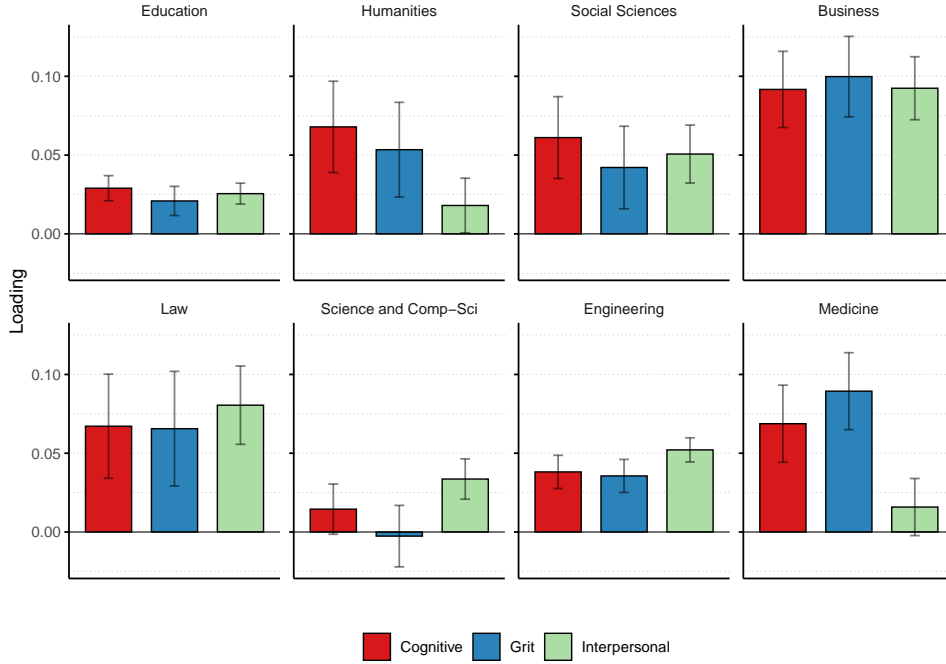 Education Humanities Social Sciences Business
0.10
0.05
0.00
Loading
Law Science and Comp−Sci Engineering Medicine
0.10
0.05
0.00
Cognitive Grit Interpersonal